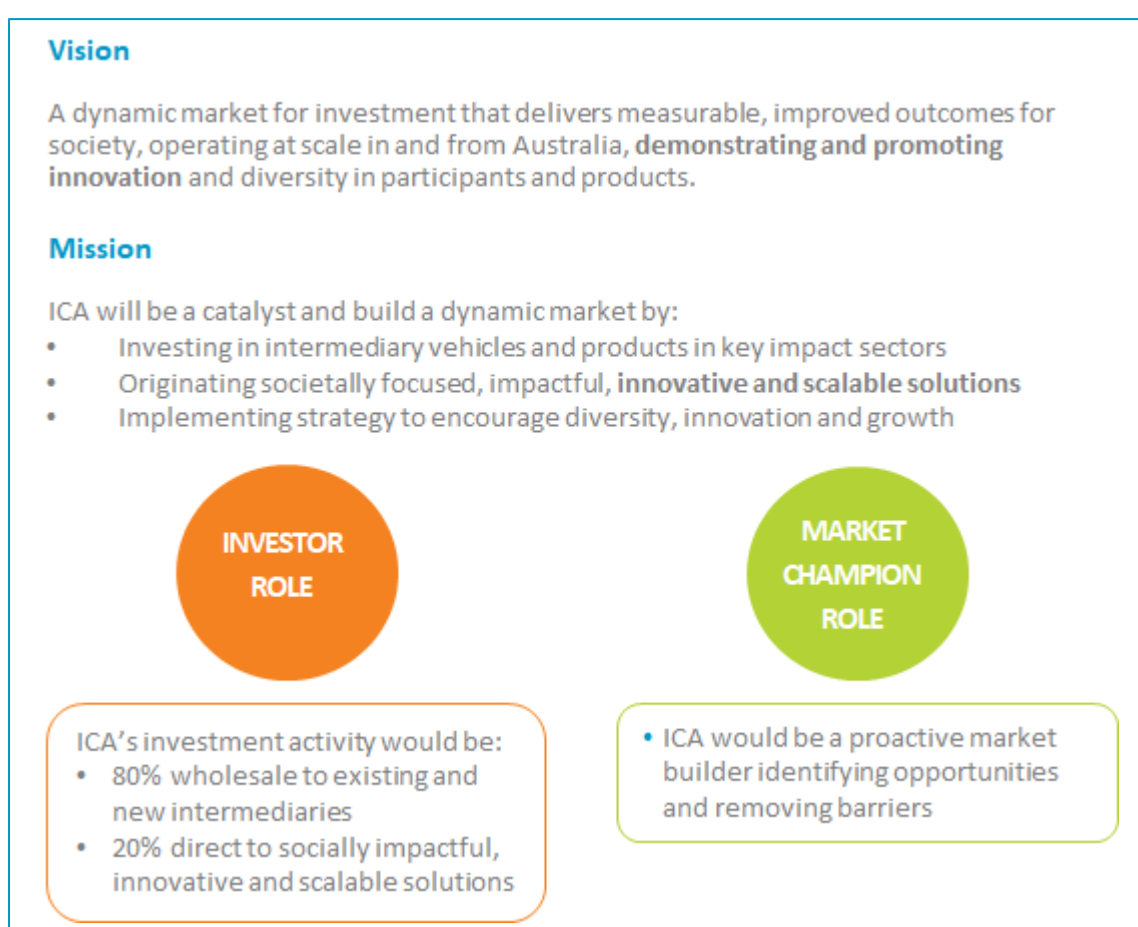 Vision
A dynamic market for investment that delivers measurable, improved outcomes for
society, operating at scale in and from Australia, demonstrating and promoting
innovation and diversity in participants and products.
Mission
ICA will be a catalyst and build a dynamic market by:
• Investing in intermediary vehicles and products in key impact sectors
• Originating societally focused, impactful, innovative and scalable solutions
• Implementing strategy to encourage diversity, innovation and growth
INVESTOR
ROLE
MARKET
CHAMPION
ROLE
ICA's investment activity would be:
• 80% wholesale to existing and
new intermediaries
• 20% direct to socially impactful,
innovative and scalable solutions
• ICA would be a proactive market
builder identifying opportunities
and removing barriers